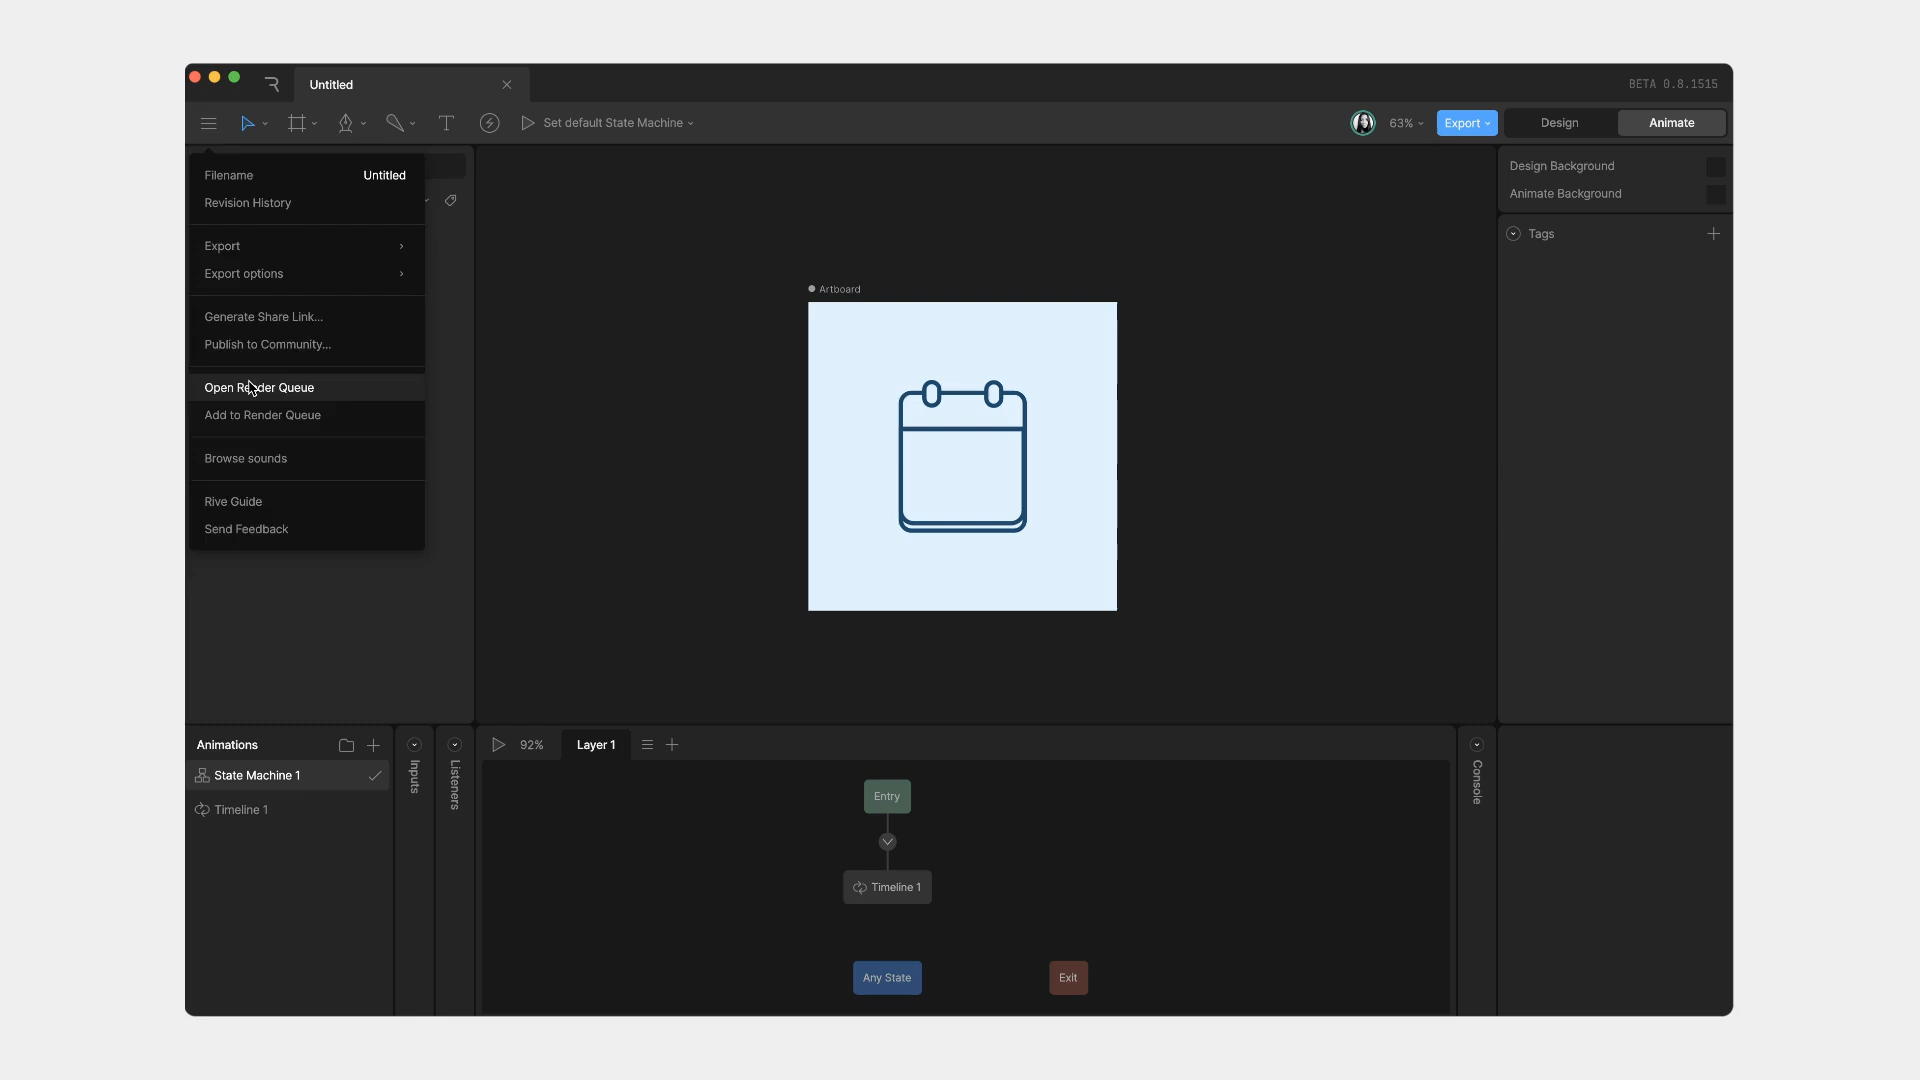 Untitled
BETA 0.8.1515
Set default State Machine
63%
Export
Design
Animate
Filename
Untitled
Revision History
Export
Export options
Generate Share Link...
Publish to Community...
Open Render Queue
Add to Render Queue
Browse sounds
Rive Guide
Send Feedback
Artboard
Design Background
Animate Background
Tags
Animations
State Machine 1
Timeline 1
Inputs
Listeners
92%
Layer 1
Entry
Timeline 1
Any State
Exit
Console